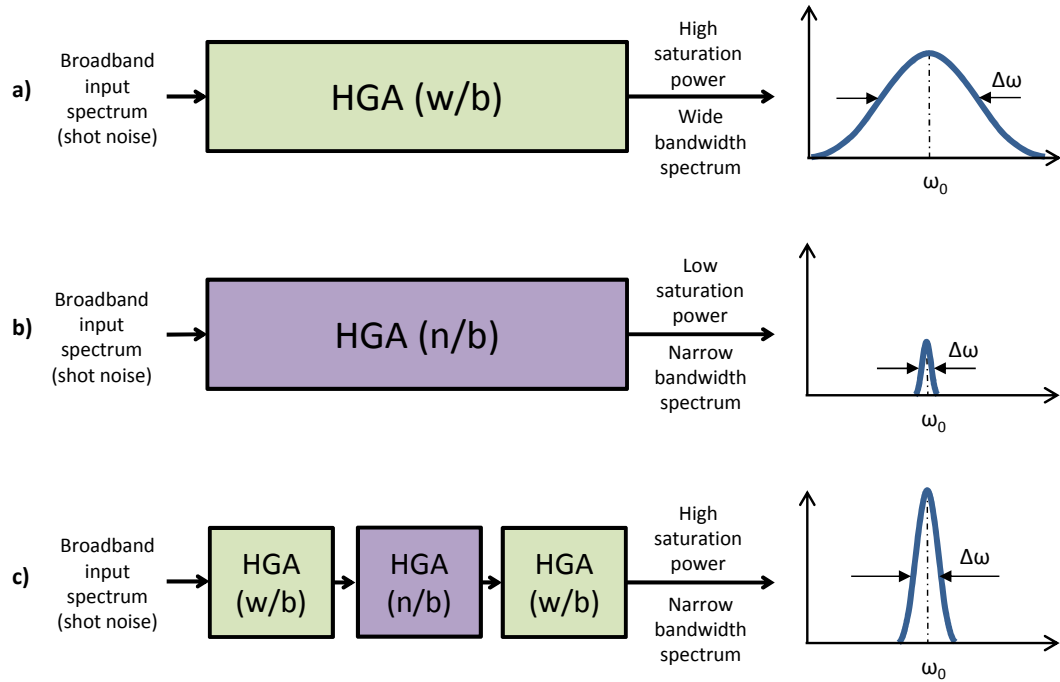 a)
Broadband
input
spectrum
(shot noise)
HGA (w/b)
High
saturation
power
Wide
bandwidth
spectrum
Δω
ω₀
b)
Broadband
input
spectrum
(shot noise)
HGA (n/b)
Low
saturation
power
Narrow
bandwidth
spectrum
Δω
ω₀
c)
Broadband
input
spectrum
(shot noise)
HGA
(w/b)
HGA
(n/b)
HGA
(w/b)
High
saturation
power
Narrow
bandwidth
spectrum
Δω
ω₀